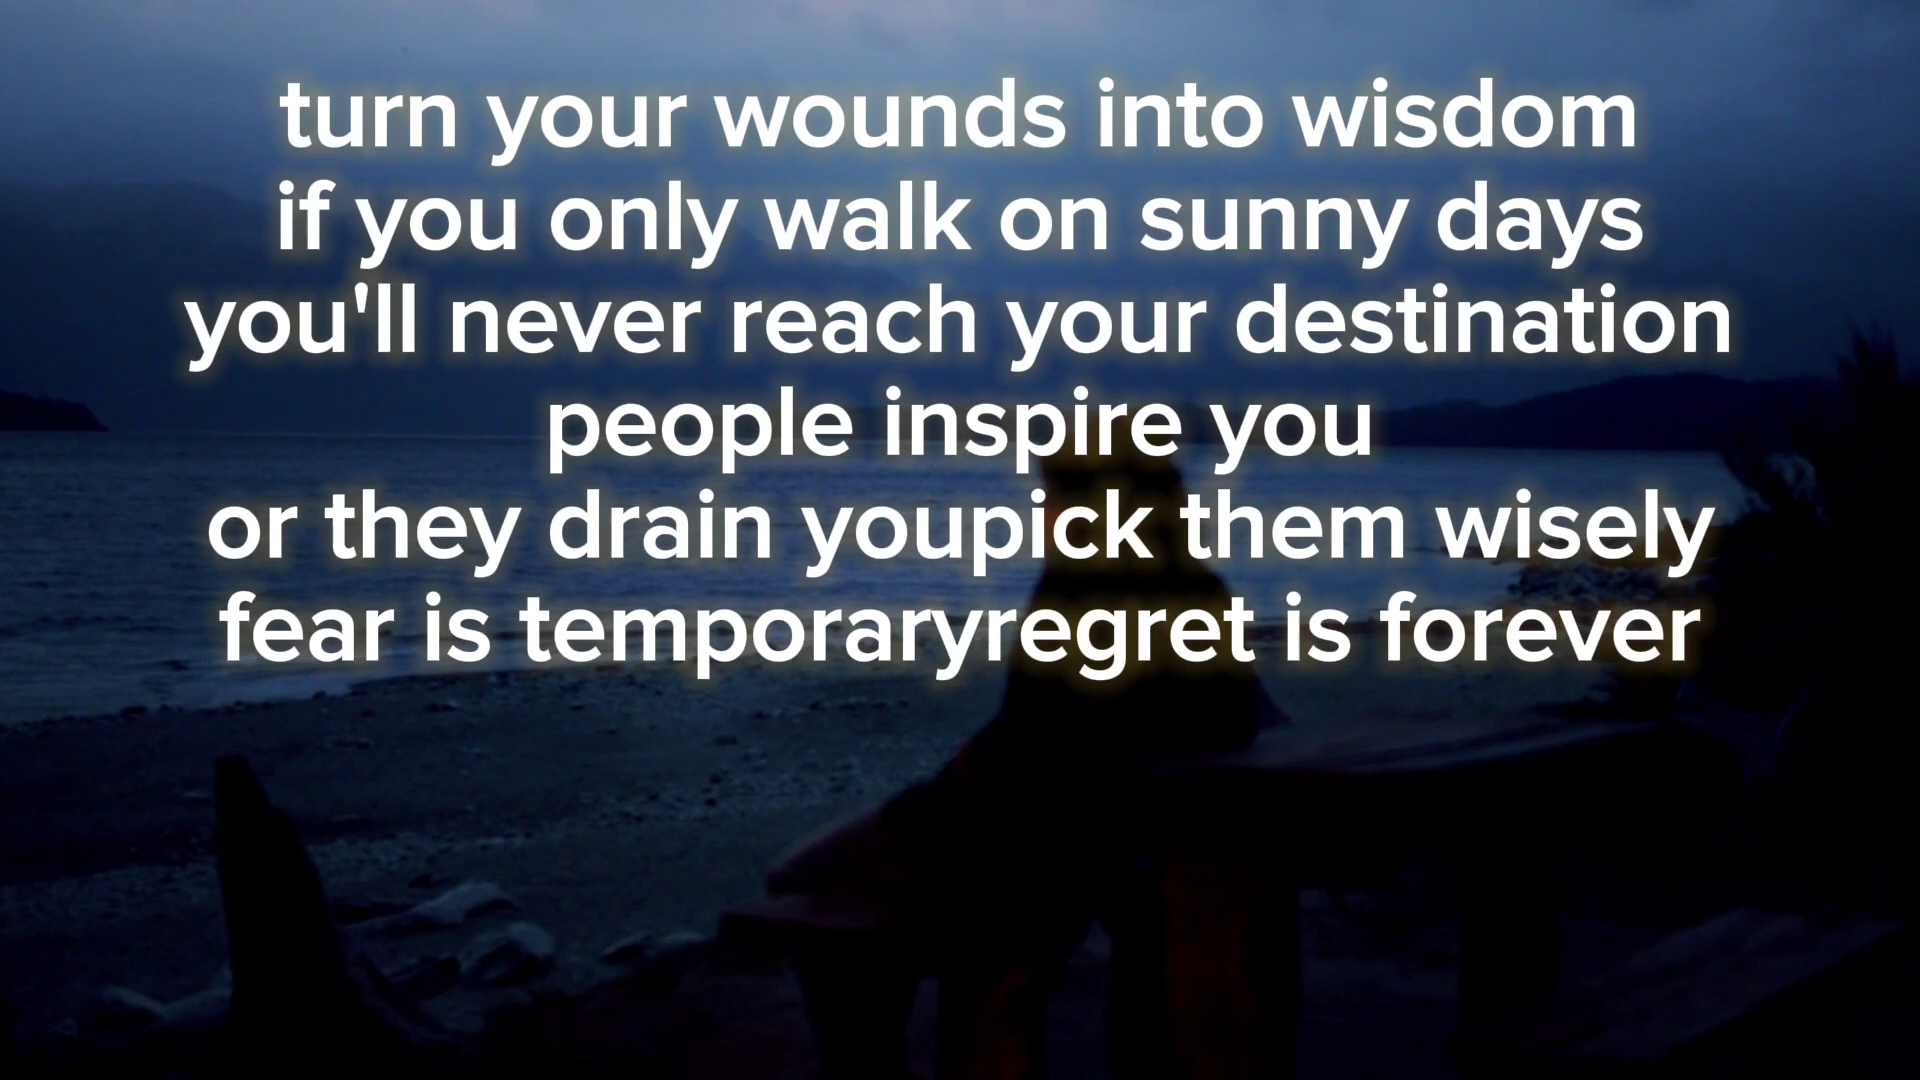 turn your wounds into wisdom
if you only walk on sunny days
you'll never reach your destination
people inspire you
or they drain youpick them wisely
fear is temporaryregret is forever